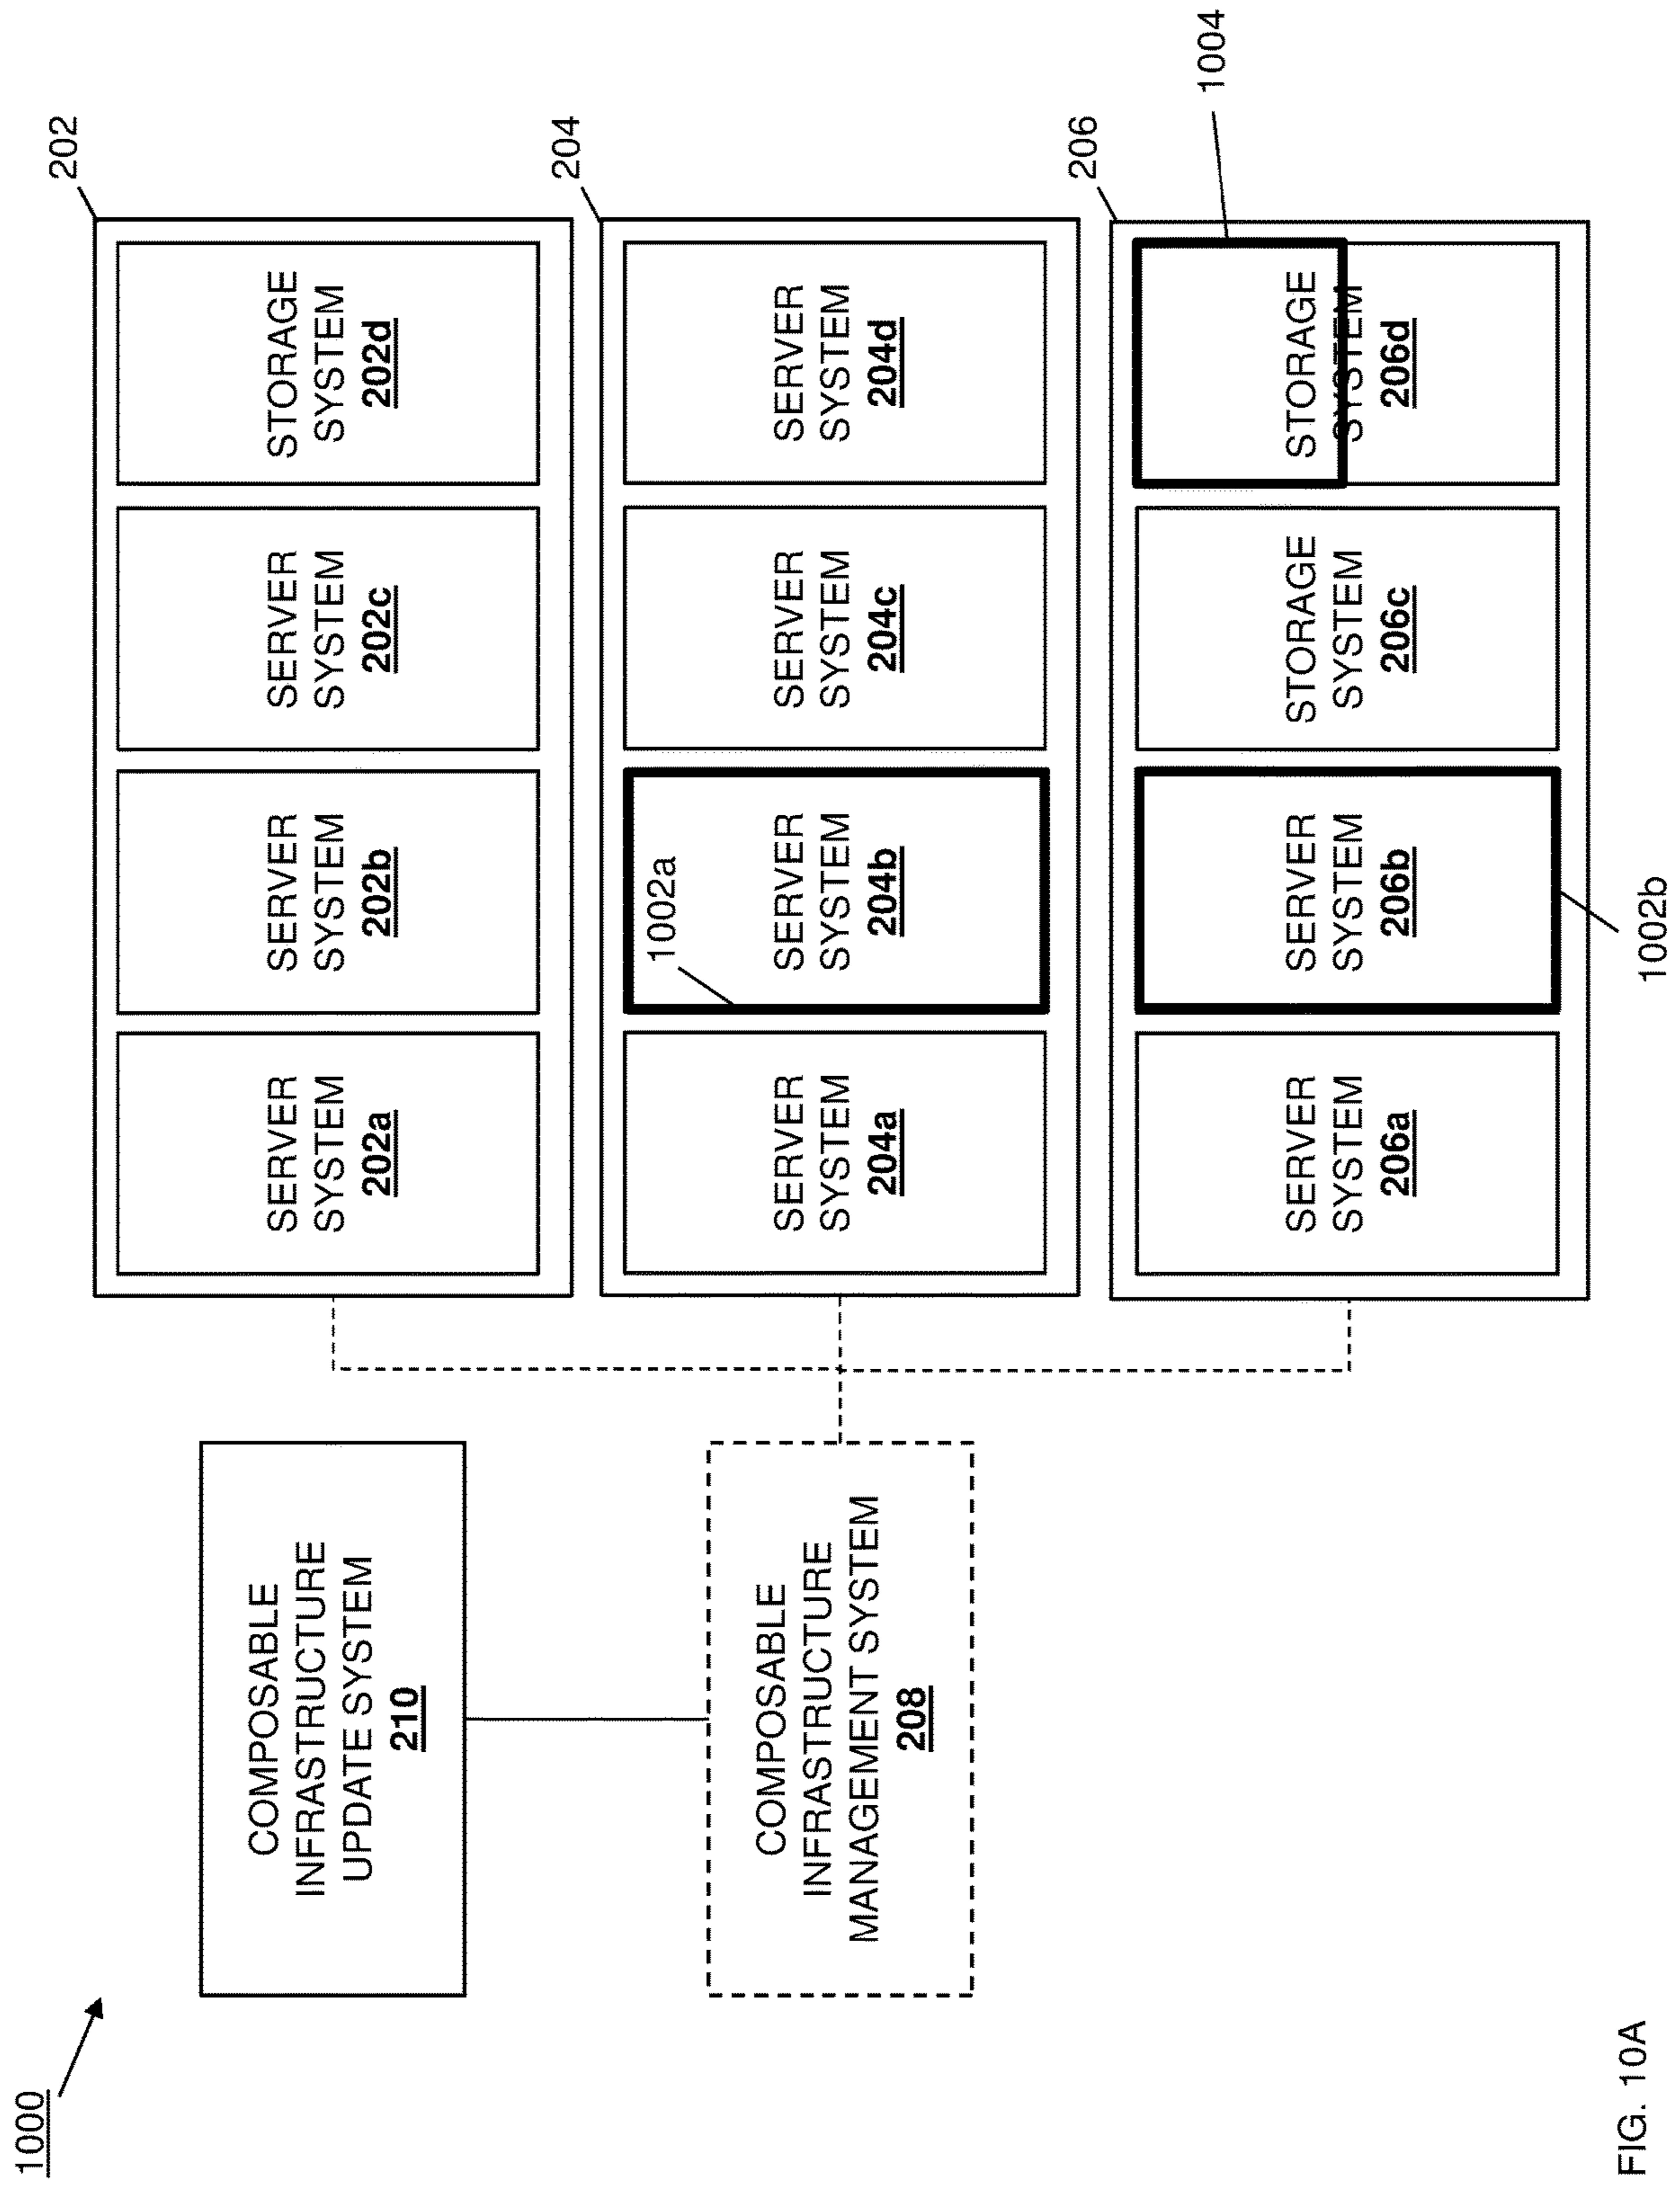 1000
COMPOSABLE
INFRASTRUCTURE
UPDATE SYSTEM
210
COMPOSABLE
INFRASTRUCTURE
MANAGEMENT SYSTEM
208
202
SERVER
SYSTEM
202a
SERVER
SYSTEM
202b
SERVER
SYSTEM
202c
STORAGE
SYSTEM
202d
204
SERVER
SYSTEM
204a
1002a
SERVER
SYSTEM
204b
SERVER
SYSTEM
204c
SERVER
SYSTEM
204d
206
SERVER
SYSTEM
206a
SERVER
SYSTEM
206b
1002b
STORAGE
SYSTEM
206c
STORAGE
SYSTEM
206d
1004
FIG. 10A